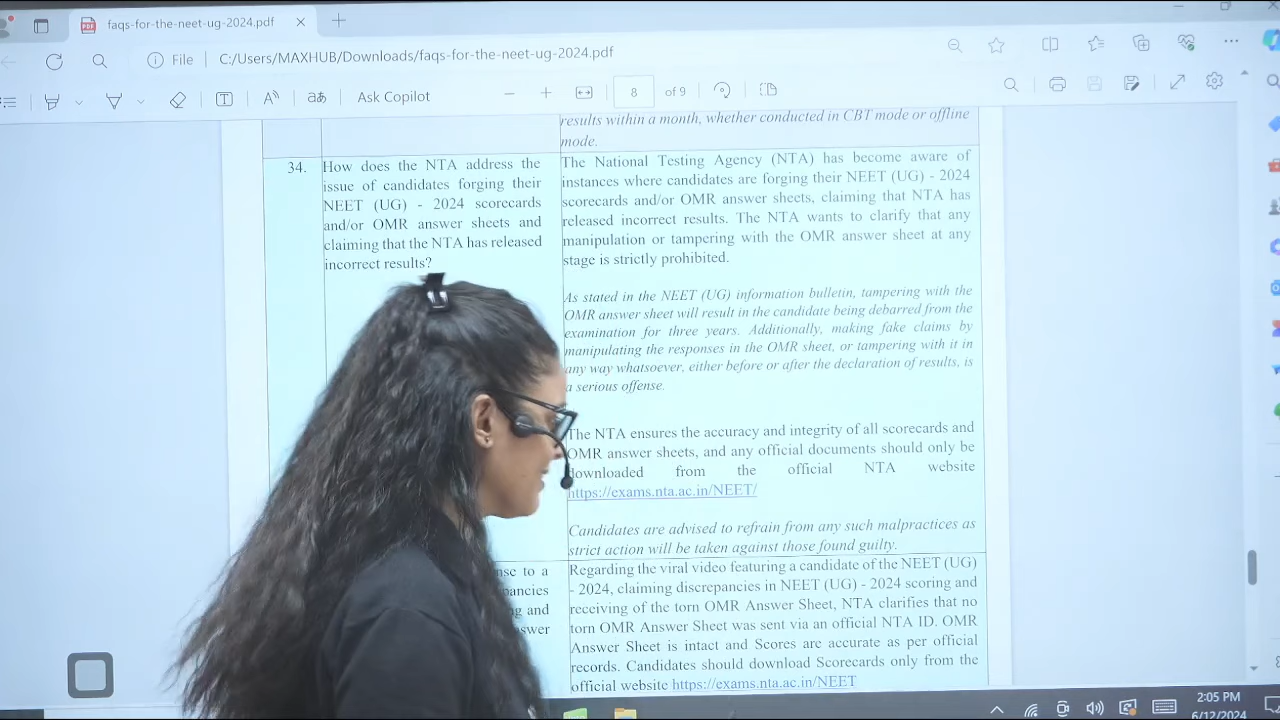 faqs-for-the-neet-ug-2024.pdf
File
C:/Users/MAXHUB/Downloads/faqs-for-the-neet-ug-2024.pdf
Ask Copilot
8 of 9
results within a month, whether conducted in CBT mode or offline
mode.
34.
How does the NTA address the
issue of candidates forging their
NEET (UG) - 2024 scorecards
and/or OMR answer sheets and
claiming that the NTA has released
incorrect results?
The National Testing Agency (NTA) has become aware of
instances where candidates are forging their NEET (UG) - 2024
scorecards and/or OMR answer sheets, claiming that NTA has
released incorrect results. The NTA wants to clarify that any
manipulation or tampering with the OMR answer sheet at any
stage is strictly prohibited.
As stated in the NEET (UG) information bulletin, tampering with the
OMR answer sheet will result in the candidate being debarred from the
examination for three years. Additionally, making fake claims by
manipulating the responses in the OMR sheet, or tampering with it in
any way whatsoever, either before or after the declaration of results, is
a serious offense.
The NTA ensures the accuracy and integrity of all scorecards and
OMR answer sheets, and any official documents should only be
downloaded from the official NTA website
https://exams.nta.ac.in/NEET/
Candidates are advised to refrain from any such malpractices as
strict action will be taken against those found guilty.
nse to a
pancies
ng and
swer
Regarding the viral video featuring a candidate of the NEET (UG)
- 2024, claiming discrepancies in NEET (UG) - 2024 scoring and
receiving of the torn OMR Answer Sheet, NTA clarifies that no
torn OMR Answer Sheet was sent via an official NTA ID. OMR
Answer Sheet is intact and Scores are accurate as per official
records. Candidates should download Scorecards only from the
official website https://exams.nta.ac.in/NEET
2:05 PM
6/12/2024